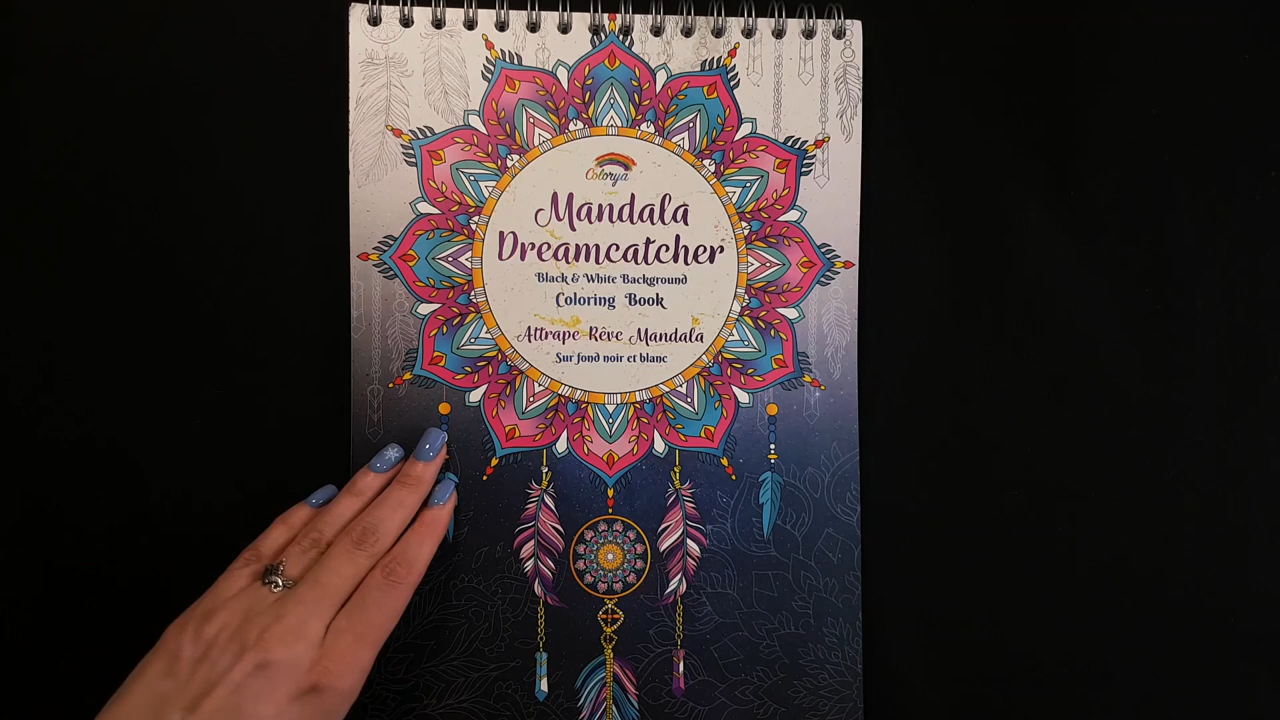 Colorya
Mandala
Dreamcatcher
Black & White Background
Coloring Book
Attrape-Rêve Mandala
Sur fond noir et blanc